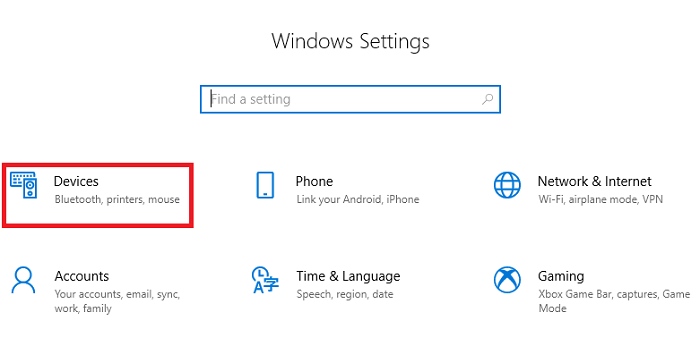 Windows Settings
Find a setting
Devices
Bluetooth, printers, mouse
Phone
Link your Android, iPhone
Network & Internet
Wi-Fi, airplane mode, VPN
Accounts
Your accounts, email, sync,
work, family
Time & Language
Speech, region, date
Gaming
Xbox Game Bar, captures, Game
Mode